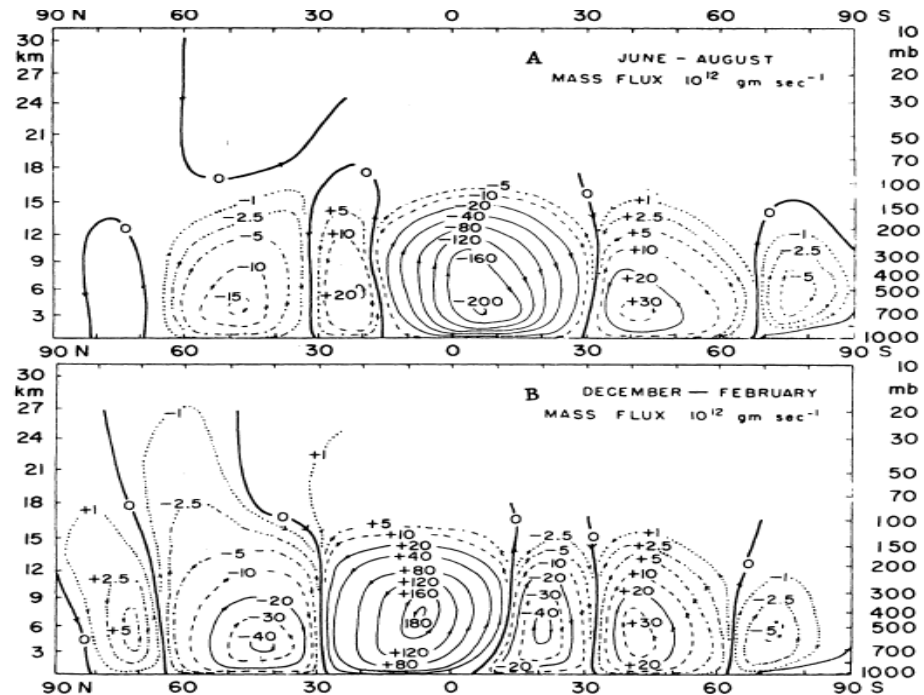 90 N 60 30 0 30 60 90 S
30 10
km A JUNE – AUGUST mb
27 MASS FLUX 10¹² gm sec⁻¹ 20
24 30
21 50
18 O O 70
15 -1 +5 -5 -10 O +1 100
-2.5 -20 +2.5 O 150
12 O -5 +10 -40 -80 -120 +5 -1 200
9 -10 -160 +10 -2.5 300
6 -15 +20 -200 +20 -5 400
500
3 +30 700
1000
90 N 60 30 0 30 60 90 S
30 10
km B DECEMBER — FEBRUARY mb
27 -1 MASS FLUX 10¹² gm sec⁻¹ 20
24 30
21 +1 50
18 +1 O -2.5 O +5 O 70
15 +10 -2.5 O +1 100
-5 +20 -5 +2.5 150
12 -10 +40 +80 -10 +5 O 200
9 +2.5 -20 +120 +160 -20 +10 +20 -1 300
-30 -30 -2.5 400
6 O +5 -40 180 -40 +30 -5 500
3 +120 +80 -20 +20 700
1000
90 N 60 30 0 30 60 90 S